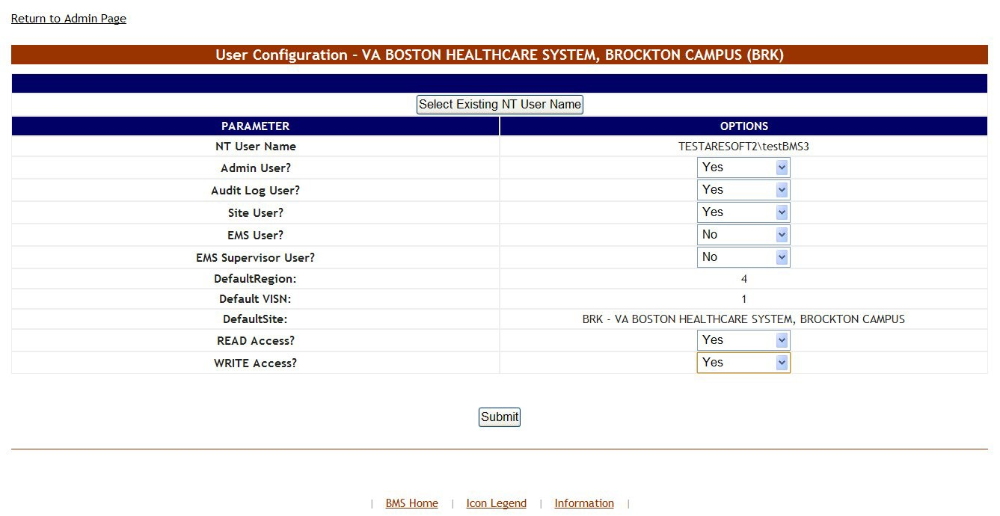 Return to Admin Page
User Configuration - VA BOSTON HEALTHCARE SYSTEM, BROCKTON CAMPUS (BRK)
Select Existing NT User Name
PARAMETER OPTIONS
NT User Name TESTARESOFT2\testBMS3
Admin User? Yes
Audit Log User? Yes
Site User? Yes
EMS User? No
EMS Supervisor User? No
DefaultRegion: 4
Default VISN: 1
DefaultSite: BRK - VA BOSTON HEALTHCARE SYSTEM, BROCKTON CAMPUS
READ Access? Yes
WRITE Access? Yes
Submit
| BMS Home | Icon Legend | Information |